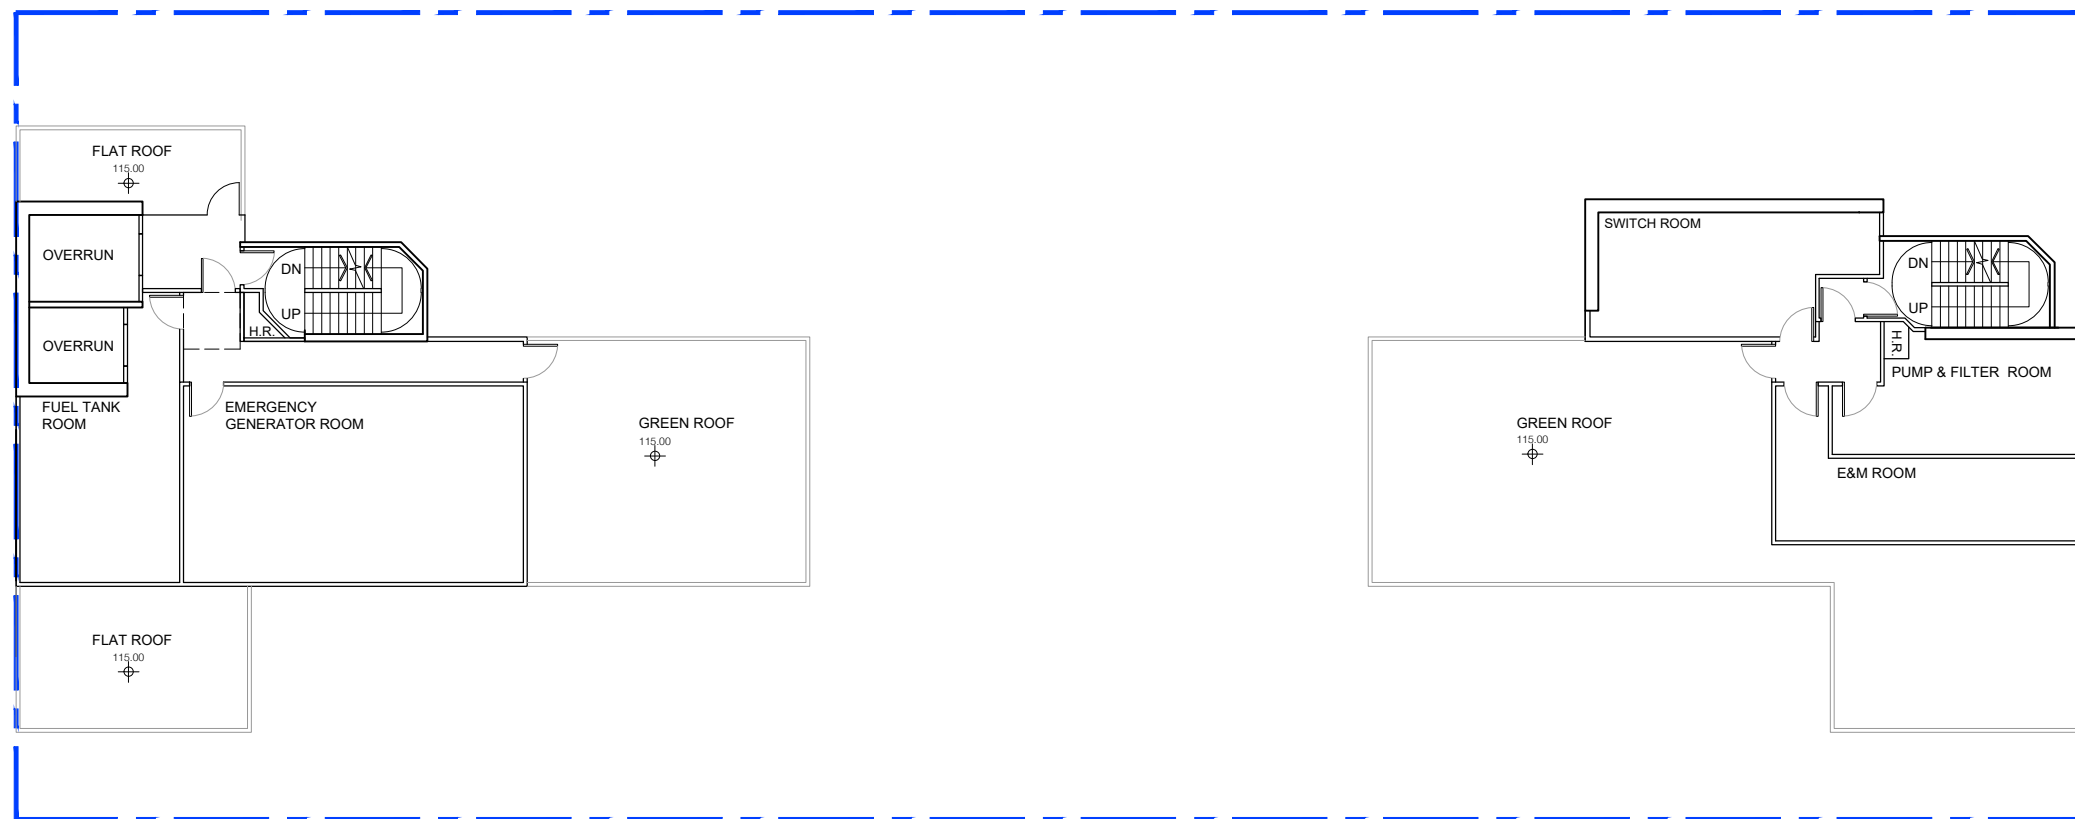 FLAT ROOF
115.00
OVERRUN
DN
UP
H.R.
OVERRUN
FUEL TANK
ROOM
EMERGENCY
GENERATOR ROOM
GREEN ROOF
115.00
FLAT ROOF
115.00
SWITCH ROOM
DN
UP
H.R.
PUMP & FILTER ROOM
GREEN ROOF
115.00
E&M ROOM